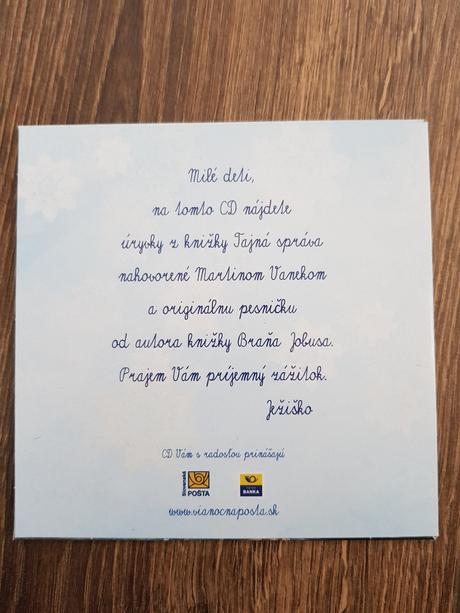 Milé deti,
na tomto CD nájdete
úryvky z knižky Tajná správa
nahovorené Martinom Vanekom
a originálnu pesničku
od autora knižky Braňa Jobusa.
Prajem Vám príjemný zážitok.
Ježiško
CD Vám s radosťou prinášajú
Slovenská
POŠTA
BANKA
www.vianocnaposta.sk